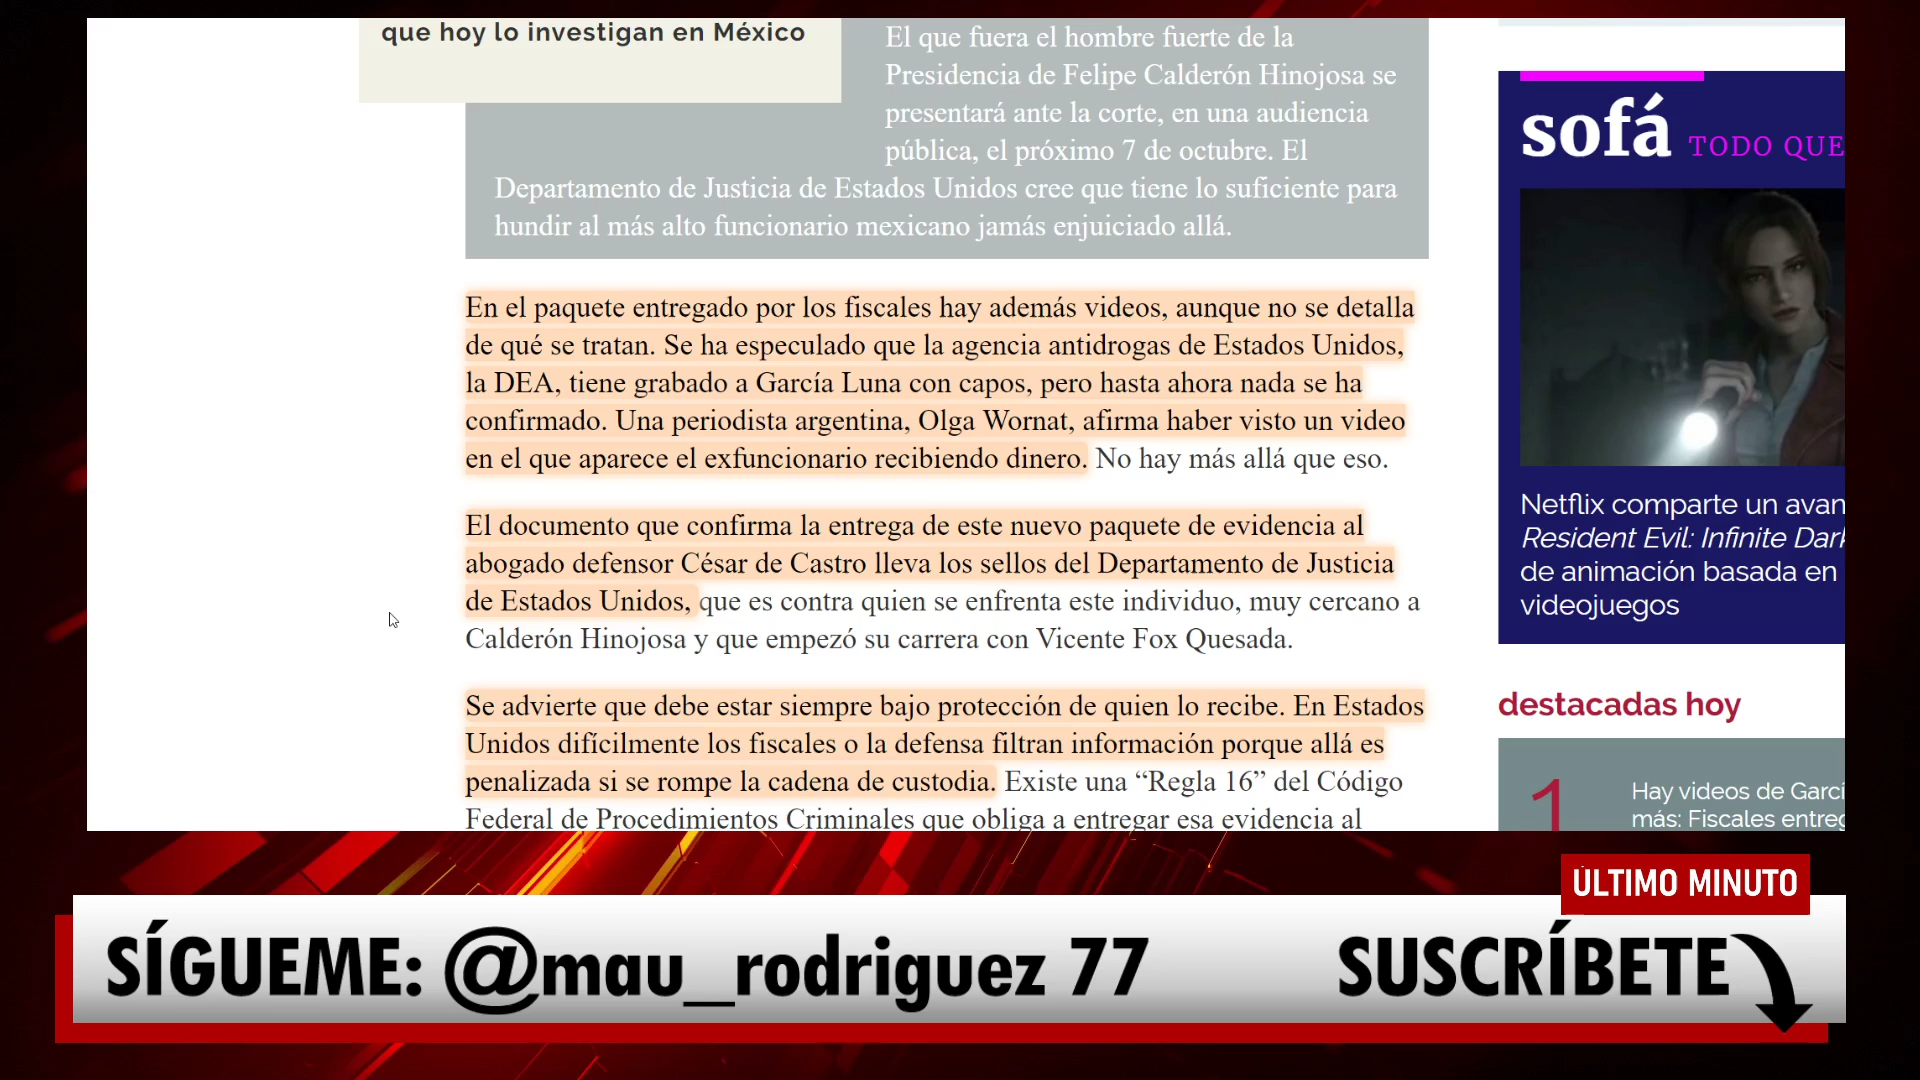 que hoy lo investigan en México
El que fuera el hombre fuerte de la
Presidencia de Felipe Calderón Hinojosa se
presentará ante la corte, en una audiencia
pública, el próximo 7 de octubre. El
Departamento de Justicia de Estados Unidos cree que tiene lo suficiente para
hundir al más alto funcionario mexicano jamás enjuiciado allá.
En el paquete entregado por los fiscales hay además videos, aunque no se detalla
de qué se tratan. Se ha especulado que la agencia antidrogas de Estados Unidos,
la DEA, tiene grabado a García Luna con capos, pero hasta ahora nada se ha
confirmado. Una periodista argentina, Olga Wornat, afirma haber visto un video
en el que aparece el exfuncionario recibiendo dinero. No hay más allá que eso.
El documento que confirma la entrega de este nuevo paquete de evidencia al
abogado defensor César de Castro lleva los sellos del Departamento de Justicia
de Estados Unidos, que es contra quien se enfrenta este individuo, muy cercano a
Calderón Hinojosa y que empezó su carrera con Vicente Fox Quesada.
Se advierte que debe estar siempre bajo protección de quien lo recibe. En Estados
Unidos difícilmente los fiscales o la defensa filtran información porque allá es
penalizada si se rompe la cadena de custodia. Existe una “Regla 16” del Código
Federal de Procedimientos Criminales que obliga a entregar esa evidencia al
sofá TODO QUE
Netflix comparte un avan
Resident Evil: Infinite Dark
de animación basada en
videojuegos
destacadas hoy
1
Hay videos de Garcí
más: Fiscales entreg
ÚLTIMO MINUTO
SÍGUEME: @mau_rodriguez 77
SUSCRÍBETE